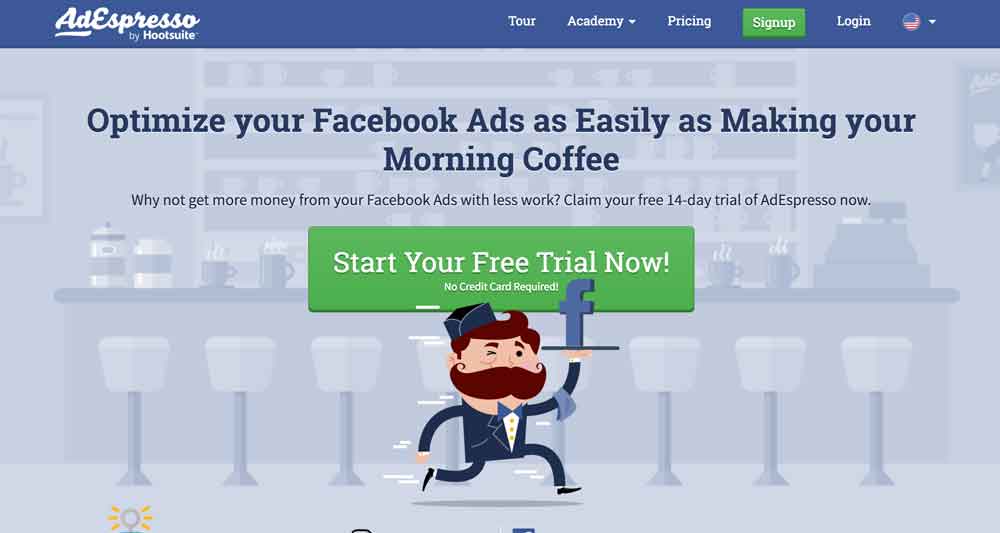 AdEspresso
by Hootsuite™
Tour
Academy
Pricing
Signup
Login
Optimize your Facebook Ads as Easily as Making your
Morning Coffee
Why not get more money from your Facebook Ads with less work? Claim your free 14-day trial of AdEspresso now.
Start Your Free Trial Now!
No Credit Card Required!
f